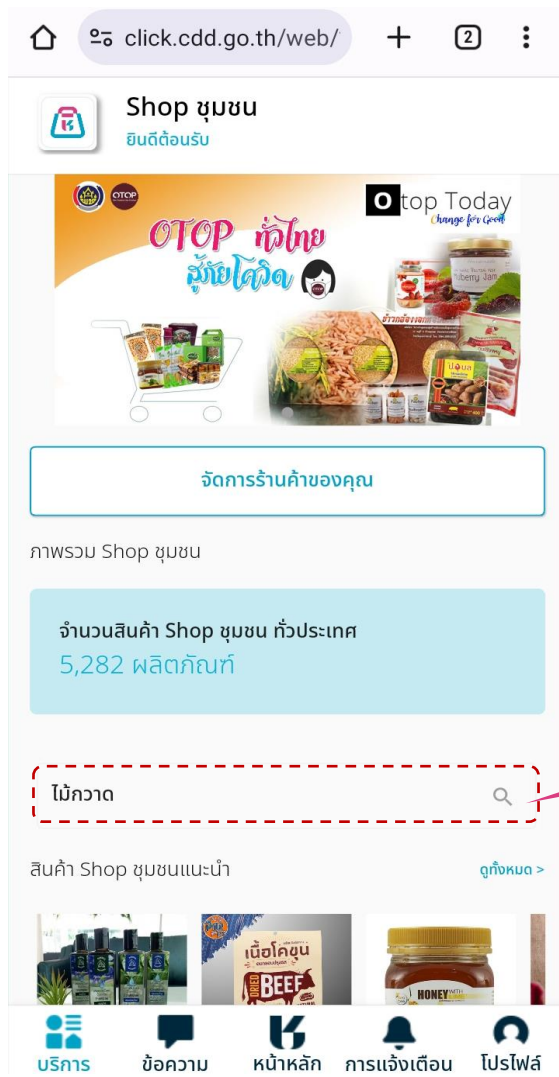 click.cdd.go.th/web/
2
Shop ชุมชน
ยินดีต้อนรับ
OTOP
Otop Today
Change for Good
OTOP ทั่วไทย
สู้ภัยโควิด
จัดการร้านค้าของคุณ
ภาพรวม Shop ชุมชน
จำนวนสินค้า Shop ชุมชน ทั่วประเทศ
5,282 ผลิตภัณฑ์
ไม้กวาด
สินค้า Shop ชุมชนแนะนำ
ดูทั้งหมด >
เนื้อโคขุน
DRIED
BEEF
HONEY WITH
บริการ
ข้อความ
หน้าหลัก
การแจ้งเตือน
โปรไฟล์